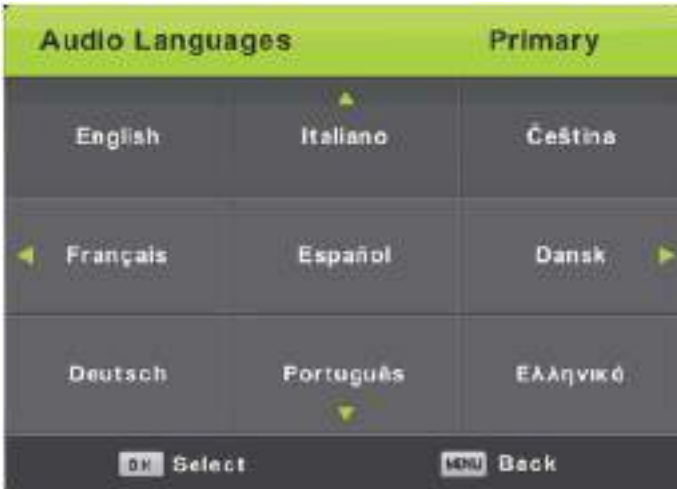 Audio Languages Primary
English Italiano Čeština
Français Español Dansk
Deutsch Português Ελληνικά
OK Select MENU Back